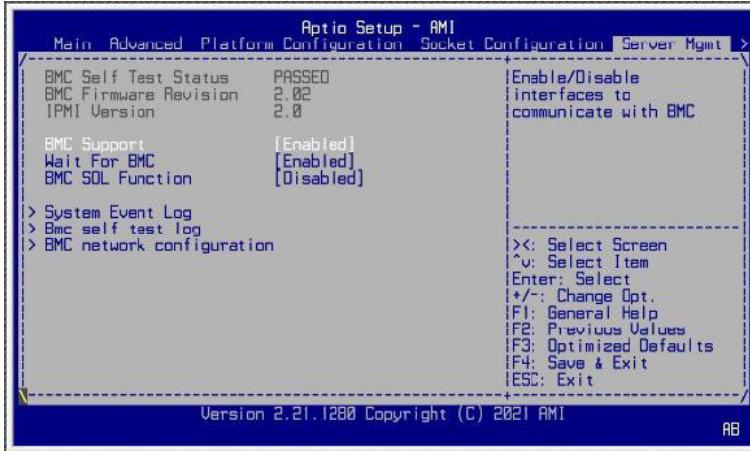 Aptio Setup - AMI
Main Advanced Platform Configuration Socket Configuration Server Mgmt >
BMC Self Test Status PASSED
BMC Firmware Revision 2.02
IPMI Version 2.0
BMC Support [Enabled]
Wait For BMC [Enabled]
BMC SOL Function [Disabled]
> System Event Log
> Bmc self test log
> BMC network configuration
Enable/Disable
interfaces to
communicate with BMC
><: Select Screen
^v: Select Item
Enter: Select
+/-: Change Opt.
F1: General Help
F2: Previous Values
F3: Optimized Defaults
F4: Save & Exit
ESC: Exit
Version 2.21.1280 Copyright (C) 2021 AMI
AB